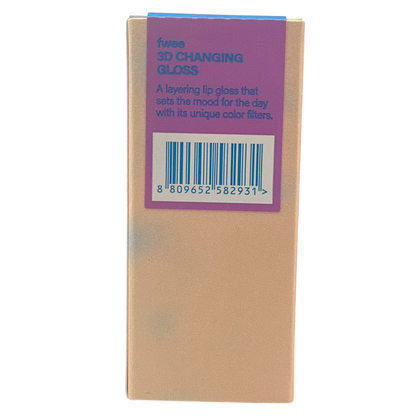 fwee
3D CHANGING
GLOSS
A layering lip gloss that
sets the mood for the day
with its unique color filters.
8 809652 582931 >